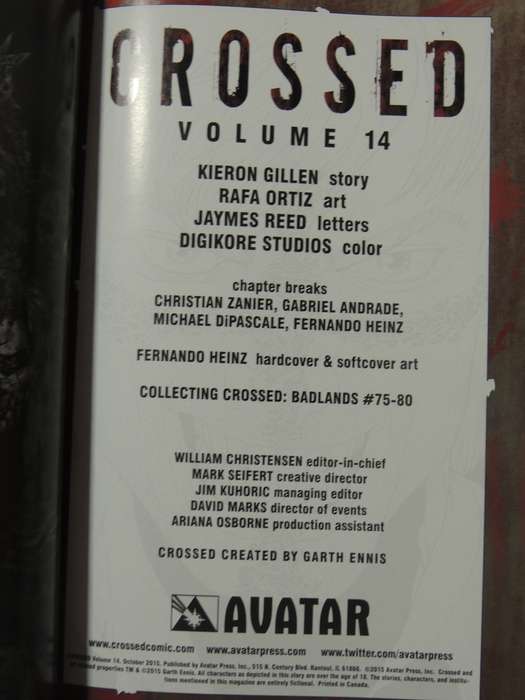 CROSSED
VOLUME 14
KIERON GILLEN story
RAFA ORTIZ art
JAYMES REED letters
DIGIKORE STUDIOS color
chapter breaks
CHRISTIAN ZANIER, GABRIEL ANDRADE,
MICHAEL DiPASCALE, FERNANDO HEINZ
FERNANDO HEINZ hardcover & softcover art
COLLECTING CROSSED: BADLANDS #75-80
WILLIAM CHRISTENSEN editor-in-chief
MARK SEIFERT creative director
JIM KUHORIC managing editor
DAVID MARKS director of events
ARIANA OSBORNE production assistant
CROSSED CREATED BY GARTH ENNIS
AVATAR
www.crossedcomic.com www.avatarpress.com www.twitter.com/avatarpress
Volume 14, October 2015. Published by Avatar Press, Inc., 515 N. Century Blvd. Rantoul, IL 61866. ©2015 Avatar Press, Inc. Crossed and
related properties TM & ©2015 Garth Ennis. All characters as depicted in this story are over the age of 18. The stories, characters, and institu-
tions mentioned in this magazine are entirely fictional. Printed in Canada.